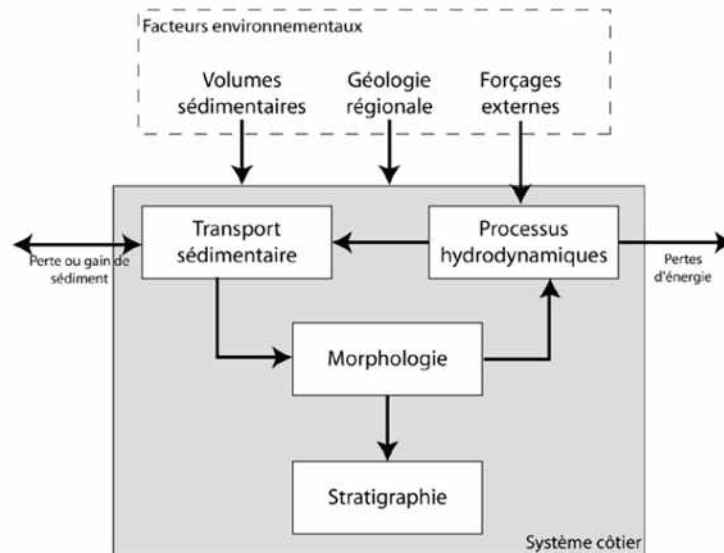 Facteurs environnementaux
Volumes
sédimentaires
Géologie
régionale
Forçages
externes
Transport
sédimentaire
Processus
hydrodynamiques
Perte ou gain de
sédiment
Pertes
d'énergie
Morphologie
Stratigraphie
Système côtier